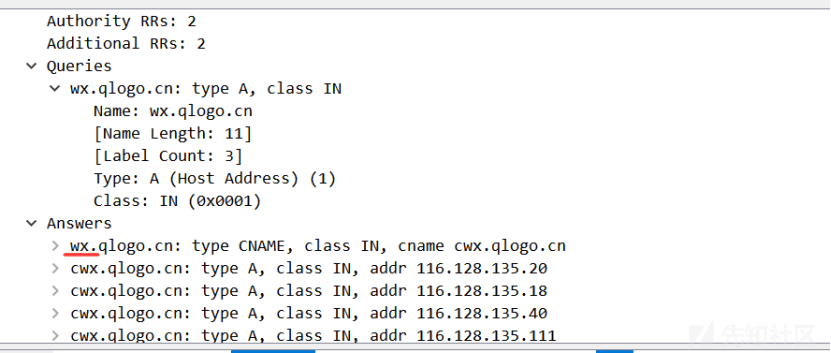 Authority RRs: 2
Additional RRs: 2
Queries
wx.qlogo.cn: type A, class IN
Name: wx.qlogo.cn
[Name Length: 11]
[Label Count: 3]
Type: A (Host Address) (1)
Class: IN (0x0001)
Answers
wx.qlogo.cn: type CNAME, class IN, cname cwx.qlogo.cn
cwx.qlogo.cn: type A, class IN, addr 116.128.135.20
cwx.qlogo.cn: type A, class IN, addr 116.128.135.18
cwx.qlogo.cn: type A, class IN, addr 116.128.135.40
cwx.qlogo.cn: type A, class IN, addr 116.128.135.111
先知社区